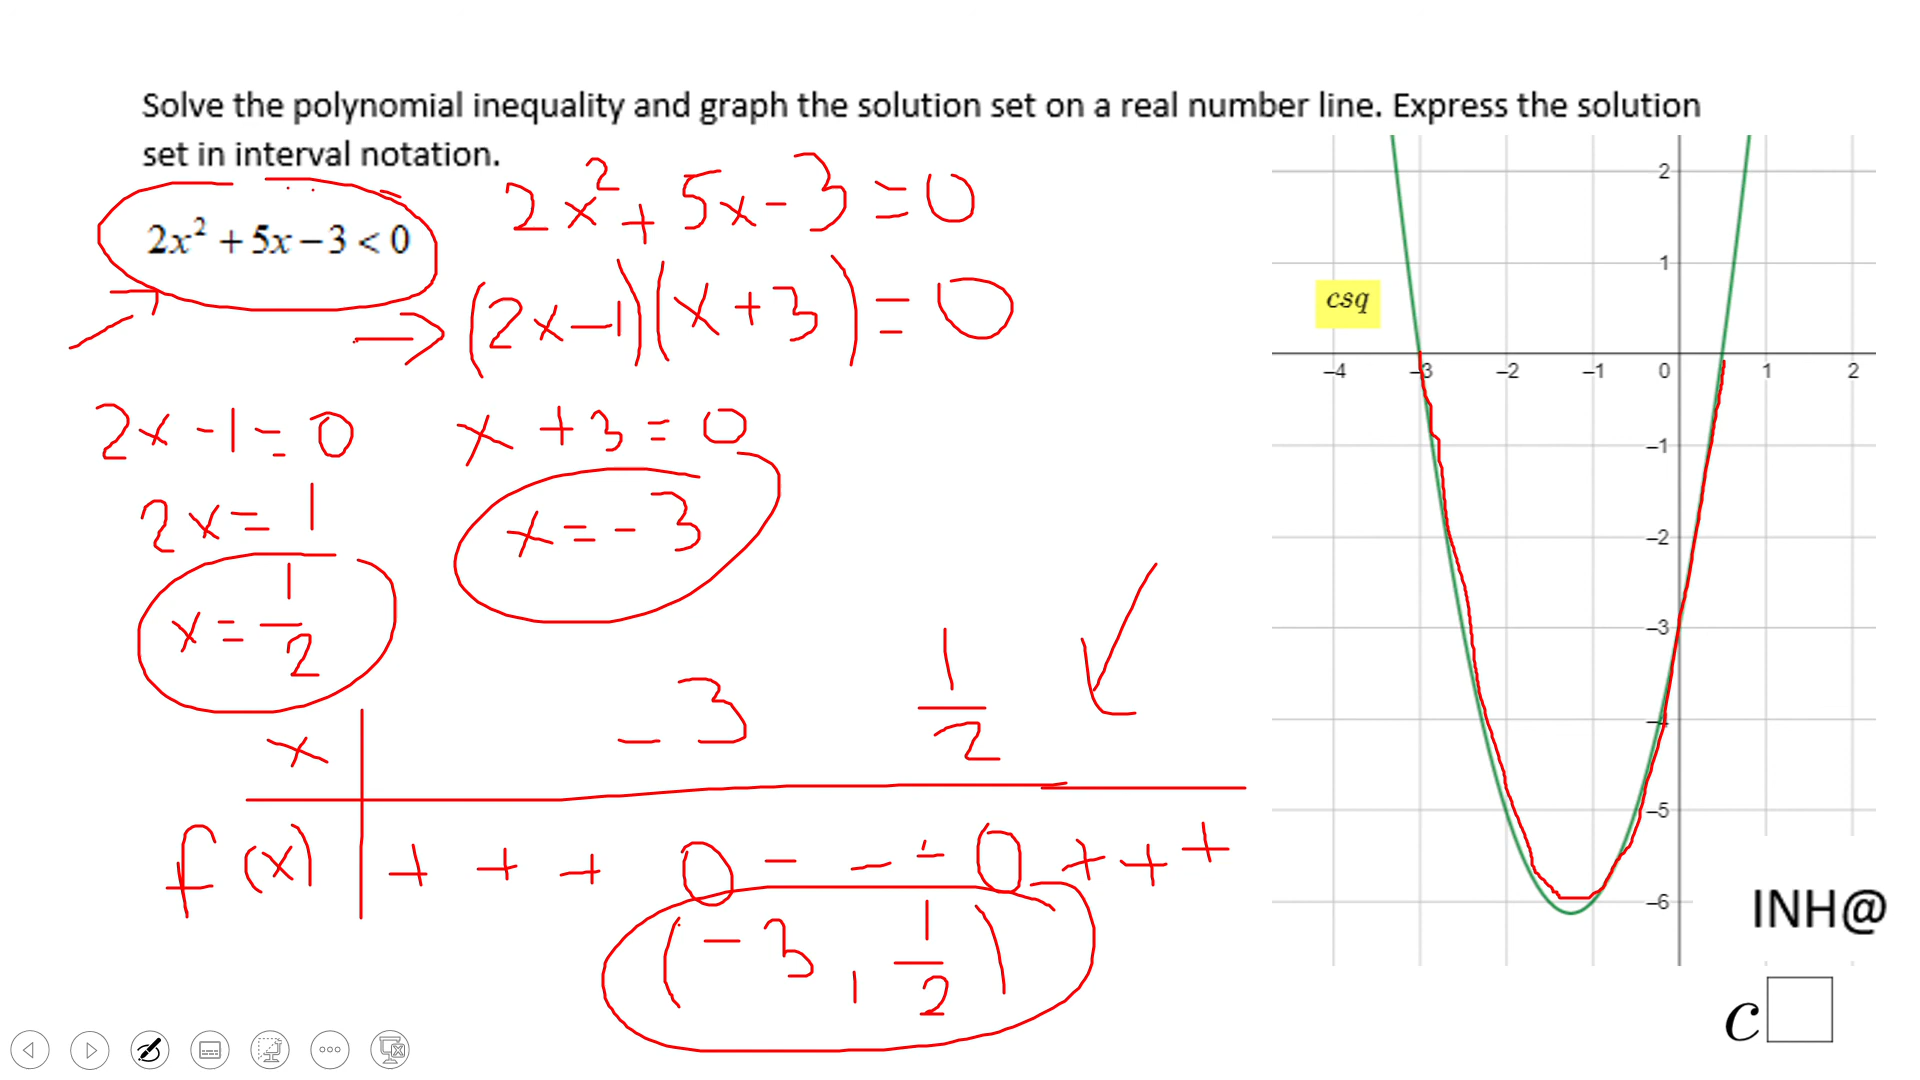 Solve the polynomial inequality and graph the solution set on a real number line. Express the solution
set in interval notation.
2x² + 5x − 3 < 0
2x² + 5x − 3 = 0
(2x − 1)(x + 3) = 0
2x − 1 = 0
x + 3 = 0
2x = 1
x = − 3
x = 1/2
x − 3 1/2
f(x) + + + 0 − − − 0 + + +
(− 3, 1/2)
csq
2
1
−4 −3 −2 −1 0 1 2
−1
−2
−3
−4
−5
−6
INH@
c